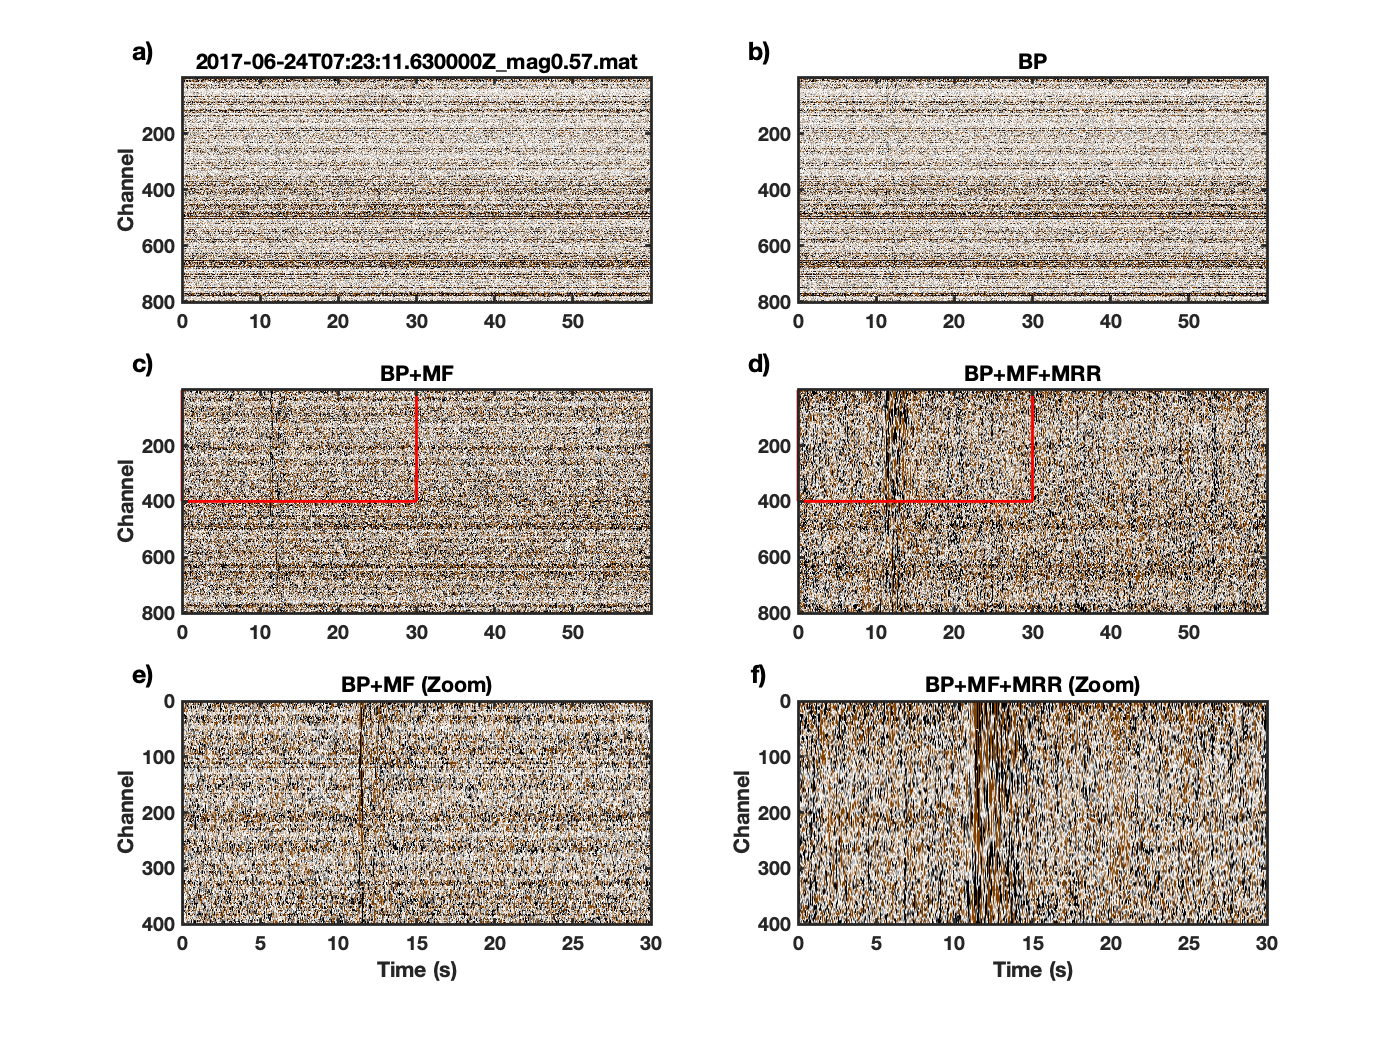 a)
2017-06-24T07:23:11.630000Z_mag0.57.mat
Channel
200
400
600
800
0 10 20 30 40 50
b)
BP
200
400
600
800
0 10 20 30 40 50
c)
BP+MF
Channel
200
400
600
800
0 10 20 30 40 50
d)
BP+MF+MRR
200
400
600
800
0 10 20 30 40 50
e)
BP+MF (Zoom)
Channel
0
100
200
300
400
0 5 10 15 20 25 30
Time (s)
f)
BP+MF+MRR (Zoom)
Channel
0
100
200
300
400
0 5 10 15 20 25 30
Time (s)